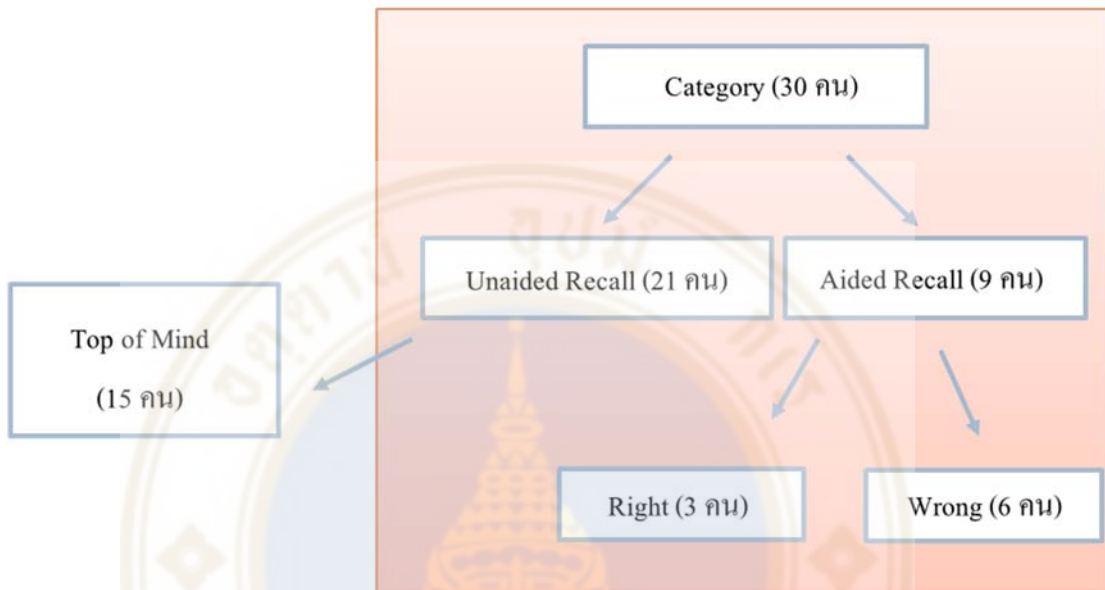 Category (30 คน)
Unaided Recall (21 คน)
Aided Recall (9 คน)
Top of Mind
(15 คน)
Right (3 คน)
Wrong (6 คน)